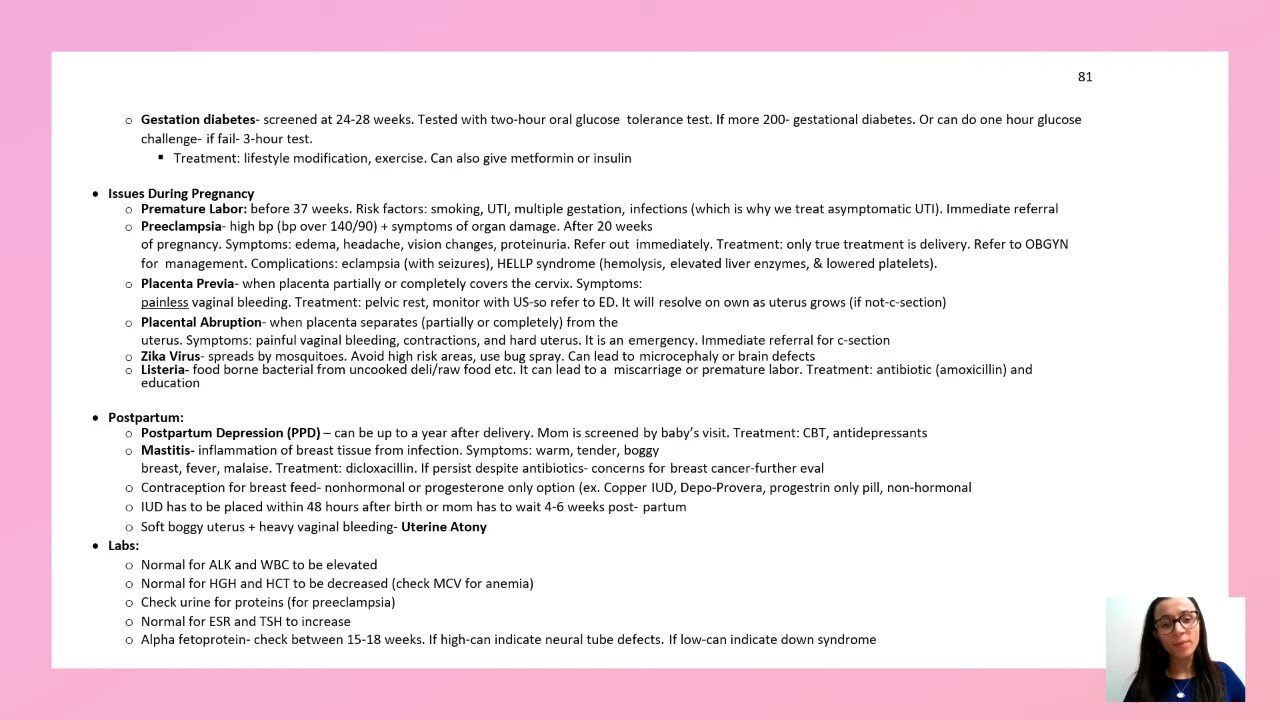 81
o Gestation diabetes- screened at 24-28 weeks. Tested with two-hour oral glucose tolerance test. If more 200- gestational diabetes. Or can do one hour glucose
challenge- if fail- 3-hour test.
▪ Treatment: lifestyle modification, exercise. Can also give metformin or insulin
• Issues During Pregnancy
o Premature Labor: before 37 weeks. Risk factors: smoking, UTI, multiple gestation, infections (which is why we treat asymptomatic UTI). Immediate referral
o Preeclampsia- high bp (bp over 140/90) + symptoms of organ damage. After 20 weeks
of pregnancy. Symptoms: edema, headache, vision changes, proteinuria. Refer out immediately. Treatment: only true treatment is delivery. Refer to OBGYN
for management. Complications: eclampsia (with seizures), HELLP syndrome (hemolysis, elevated liver enzymes, & lowered platelets).
o Placenta Previa- when placenta partially or completely covers the cervix. Symptoms:
painless vaginal bleeding. Treatment: pelvic rest, monitor with US-so refer to ED. It will resolve on own as uterus grows (if not-c-section)
o Placental Abruption- when placenta separates (partially or completely) from the
uterus. Symptoms: painful vaginal bleeding, contractions, and hard uterus. It is an emergency. Immediate referral for c-section
o Zika Virus- spreads by mosquitoes. Avoid high risk areas, use bug spray. Can lead to microcephaly or brain defects
o Listeria- food borne bacterial from uncooked deli/raw food etc. It can lead to a miscarriage or premature labor. Treatment: antibiotic (amoxicillin) and
education
• Postpartum:
o Postpartum Depression (PPD) – can be up to a year after delivery. Mom is screened by baby's visit. Treatment: CBT, antidepressants
o Mastitis- inflammation of breast tissue from infection. Symptoms: warm, tender, boggy
breast, fever, malaise. Treatment: dicloxacillin. If persist despite antibiotics- concerns for breast cancer-further eval
o Contraception for breast feed- nonhormonal or progesterone only option (ex. Copper IUD, Depo-Provera, progestrin only pill, non-hormonal
o IUD has to be placed within 48 hours after birth or mom has to wait 4-6 weeks post- partum
o Soft boggy uterus + heavy vaginal bleeding- Uterine Atony
• Labs:
o Normal for ALK and WBC to be elevated
o Normal for HGH and HCT to be decreased (check MCV for anemia)
o Check urine for proteins (for preeclampsia)
o Normal for ESR and TSH to increase
o Alpha fetoprotein- check between 15-18 weeks. If high-can indicate neural tube defects. If low-can indicate down syndrome